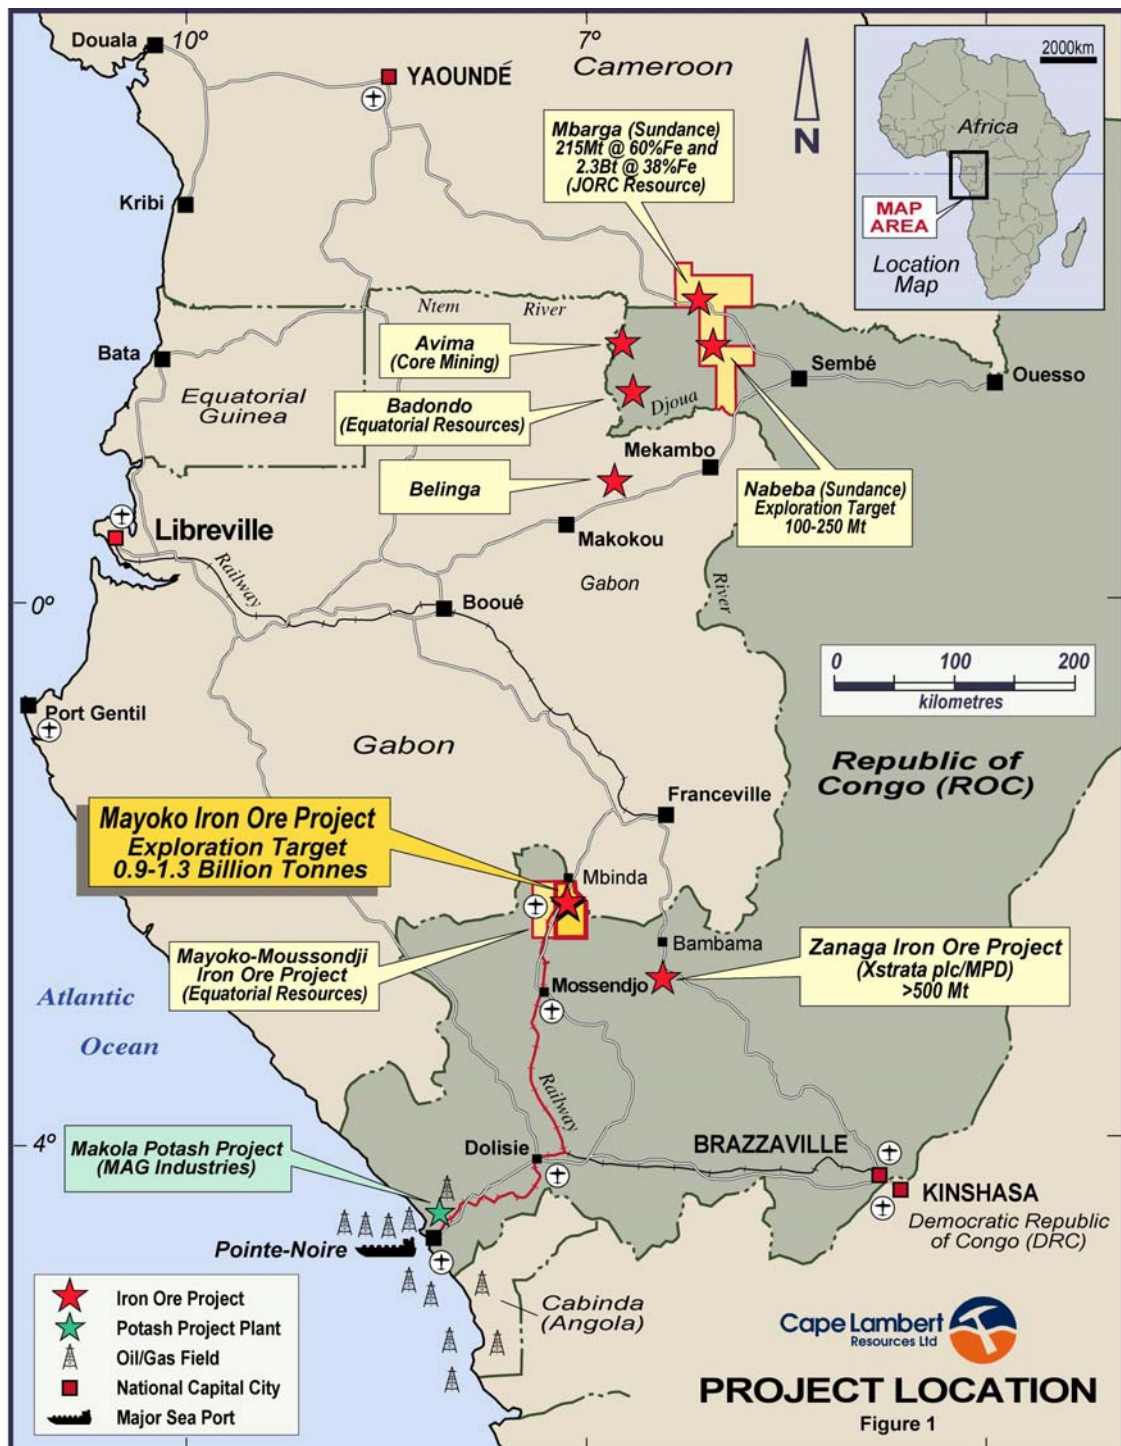 Douala
10º
7º
Cameroon
YAOUNDÉ
2000km
Africa
MAP
AREA
Location
Map
N
Mbarga (Sundance)
215Mt @ 60%Fe and
2.3Bt @ 38%Fe
(JORC Resource)
Kribi
Ntem
River
Avima
(Core Mining)
Bata
Sembé
Ouesso
Equatorial
Guinea
Badondo
(Equatorial Resources)
Djoua
Mekambo
Belinga
Nabeba (Sundance)
Exploration Target
100-250 Mt
Libreville
Makokou
Railway
Gabon
River
Booué
0º
0 100 200
kilometres
Port Gentil
Gabon
Republic of
Congo (ROC)
Franceville
Mayoko Iron Ore Project
Exploration Target
0.9-1.3 Billion Tonnes
Mbinda
Mayoko-Moussondji
Iron Ore Project
(Equatorial Resources)
Bambama
Zanaga Iron Ore Project
(Xstrata plc/MPD)
>500 Mt
Mossendjo
Atlantic
Ocean
Railway
4º
Makola Potash Project
(MAG Industries)
Dolisie
BRAZZAVILLE
KINSHASA
Democratic Republic
of Congo (DRC)
Pointe-Noire
Cabinda
(Angola)
Iron Ore Project
Potash Project Plant
Oil/Gas Field
National Capital City
Major Sea Port
Cape Lambert
Resources Ltd
PROJECT LOCATION
Figure 1